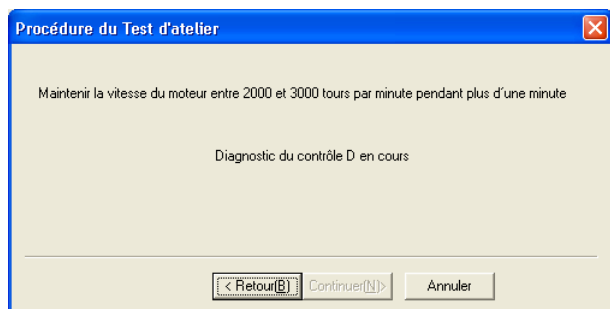 Procédure du Test d'atelier
Maintenir la vitesse du moteur entre 2000 et 3000 tours par minute pendant plus d´une minute
Diagnostic du contrôle D en cours
< Retour(B) Continuer(N)> Annuler